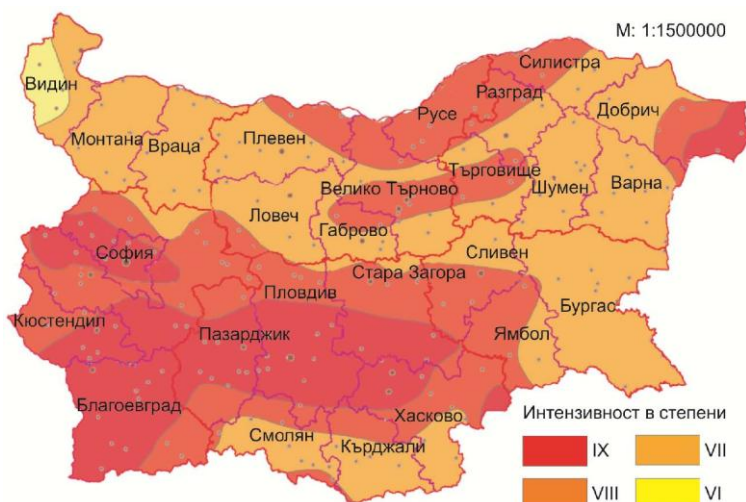 М: 1:1500000
Силистра
Видин
Разград
Русе
Добрич
Монтана
Враца
Плевен
Търговище
Велико Търново
Шумен
Варна
Ловеч
Габрово
София
Сливен
Стара Загора
Пловдив
Бургас
Кюстендил
Пазарджик
Ямбол
Благоевград
Хасково
Интензивност в степени
Смолян
Кърджали
IX
VII
VIII
VI